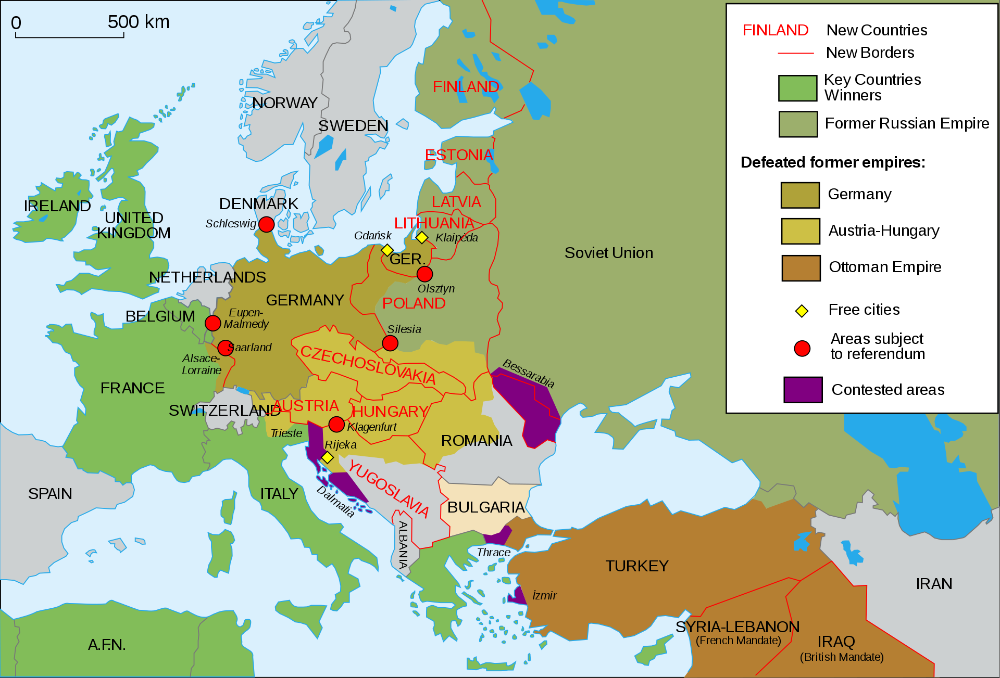 0
500 km
FINLAND
New Countries
New Borders
Key Countries
Winners
Former Russian Empire
Defeated former empires:
Germany
Austria-Hungary
Ottoman Empire
Free cities
Areas subject
to referendum
Contested areas
NORWAY
SWEDEN
FINLAND
ESTONIA
LATVIA
LITHUANIA
Klaipėda
IRELAND
UNITED
KINGDOM
DENMARK
Schleswig
Gdańsk
GER.
Olsztyn
Soviet Union
NETHERLANDS
GERMANY
POLAND
BELGIUM
Eupen-
Malmedy
Silesia
Saarland
Alsace-
Lorraine
CZECHOSLOVAKIA
Bessarabia
FRANCE
SWITZERLAND
AUSTRIA
HUNGARY
Klagenfurt
Trieste
Rijeka
ROMANIA
SPAIN
ITALY
YUGOSLAVIA
Dalmatia
BULGARIA
ALBANIA
Thrace
TURKEY
İzmir
IRAN
SYRIA-LEBANON
(French Mandate)
IRAQ
(British Mandate)
A.F.N.